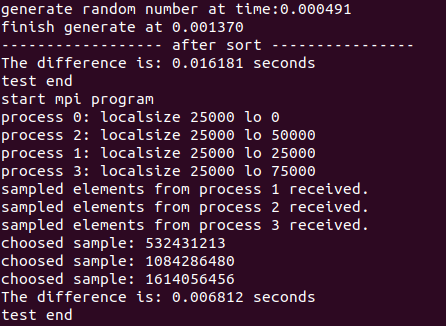 generate random number at time:0.000491
finish generate at 0.001370
------------------ after sort ----------------
The difference is: 0.016181 seconds
test end
start mpi program
process 0: localsize 25000 lo 0
process 2: localsize 25000 lo 50000
process 1: localsize 25000 lo 25000
process 3: localsize 25000 lo 75000
sampled elements from process 1 received.
sampled elements from process 2 received.
sampled elements from process 3 received.
choosed sample: 532431213
choosed sample: 1084286480
choosed sample: 1614056456
The difference is: 0.006812 seconds
test end